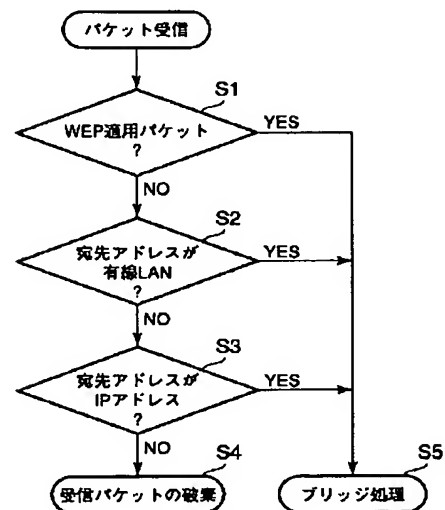 パケット受信
S1
WEP適用パケット
?
YES
NO
S2
宛先アドレスが
有線LAN
?
YES
NO
S3
宛先アドレスが
IPアドレス
?
YES
NO
S4
受信パケットの破棄
S5
ブリッジ処理